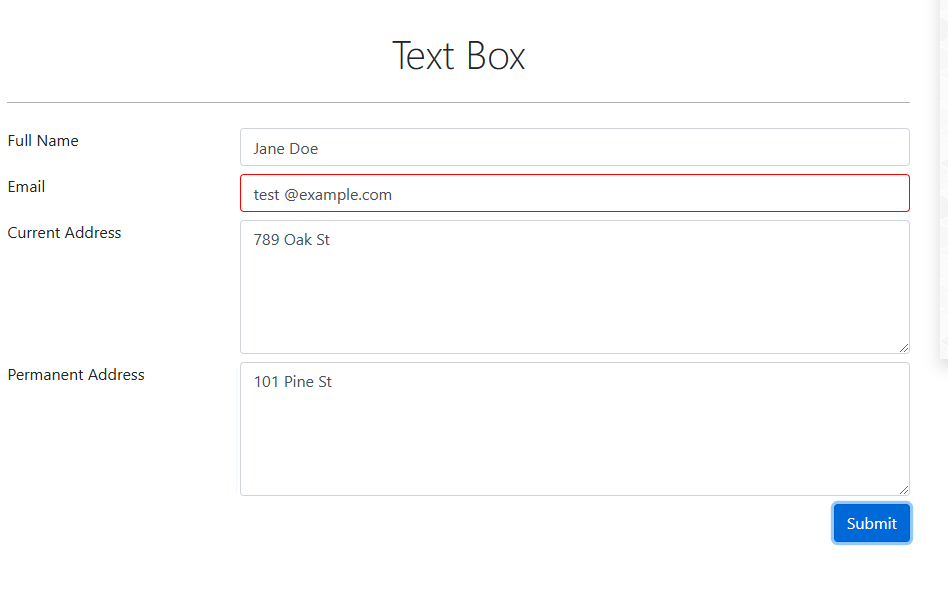 Text Box
Full Name
Jane Doe
Email
test @example.com
Current Address
789 Oak St
Permanent Address
101 Pine St
Submit